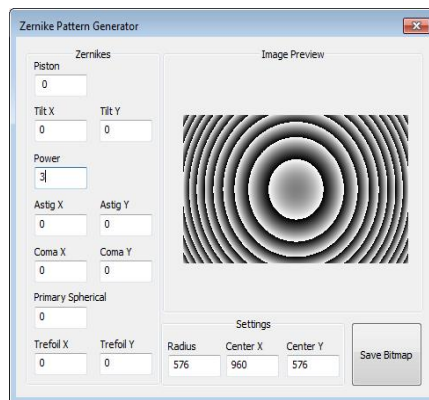 Zernike Pattern Generator
Zernikes
Piston
0
Tilt X Tilt Y
0 0
Power
3
Astig X Astig Y
0 0
Coma X Coma Y
0 0
Primary Spherical
0
Trefoil X Trefoil Y
0 0
Image Preview
Settings
Radius Center X Center Y
576 960 576
Save Bitmap